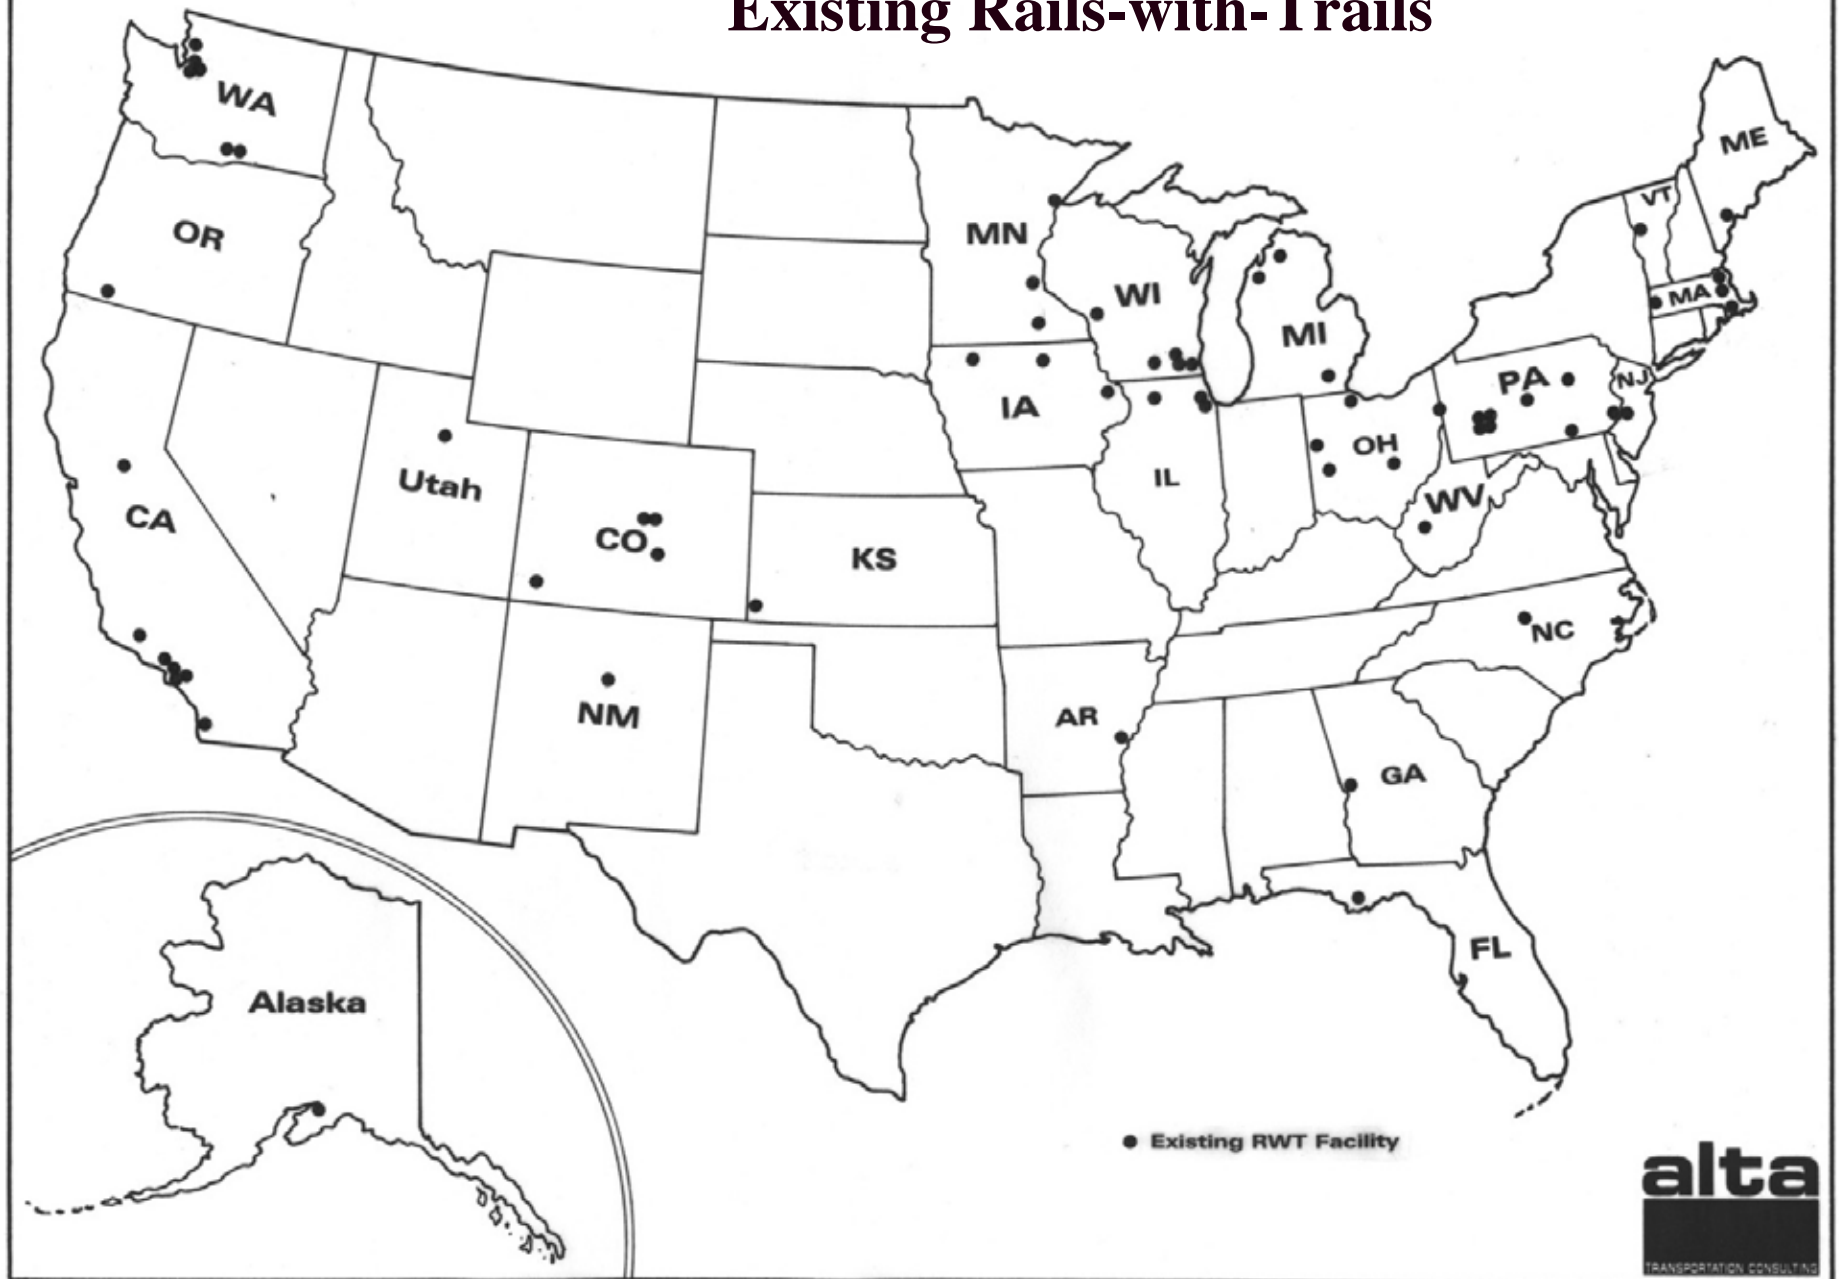 Existing Rails-with-Trails
WA
ME
VT
OR
MN
WI
MA
MI
PA
NJ
IA
OH
Utah
IL
CA
WV
CO
KS
NC
NM
AR
GA
FL
Alaska
Existing RWT Facility
alta
TRANSPORTATION CONSULTING